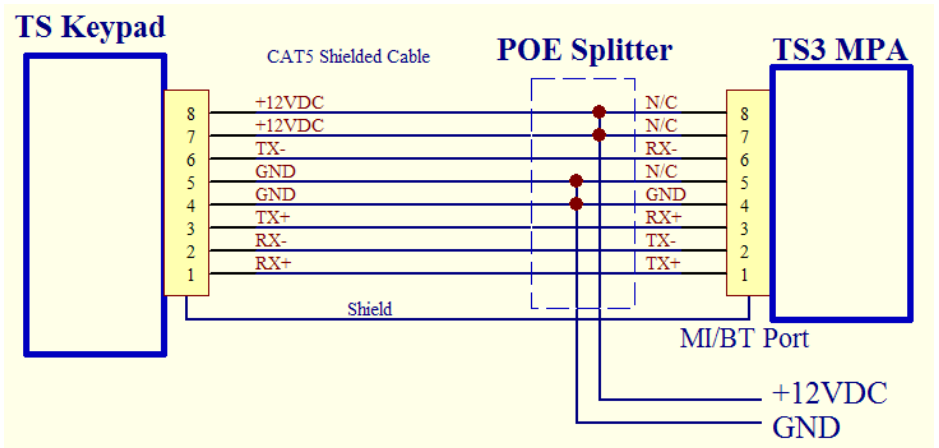 TS Keypad
CAT5 Shielded Cable
POE Splitter
TS3 MPA
8 +12VDC N/C 8
7 +12VDC N/C 7
6 TX- RX- 6
5 GND N/C 5
4 GND GND 4
3 TX+ RX+ 3
2 RX- TX- 2
1 RX+ TX+ 1
Shield
MI/BT Port
+12VDC
GND